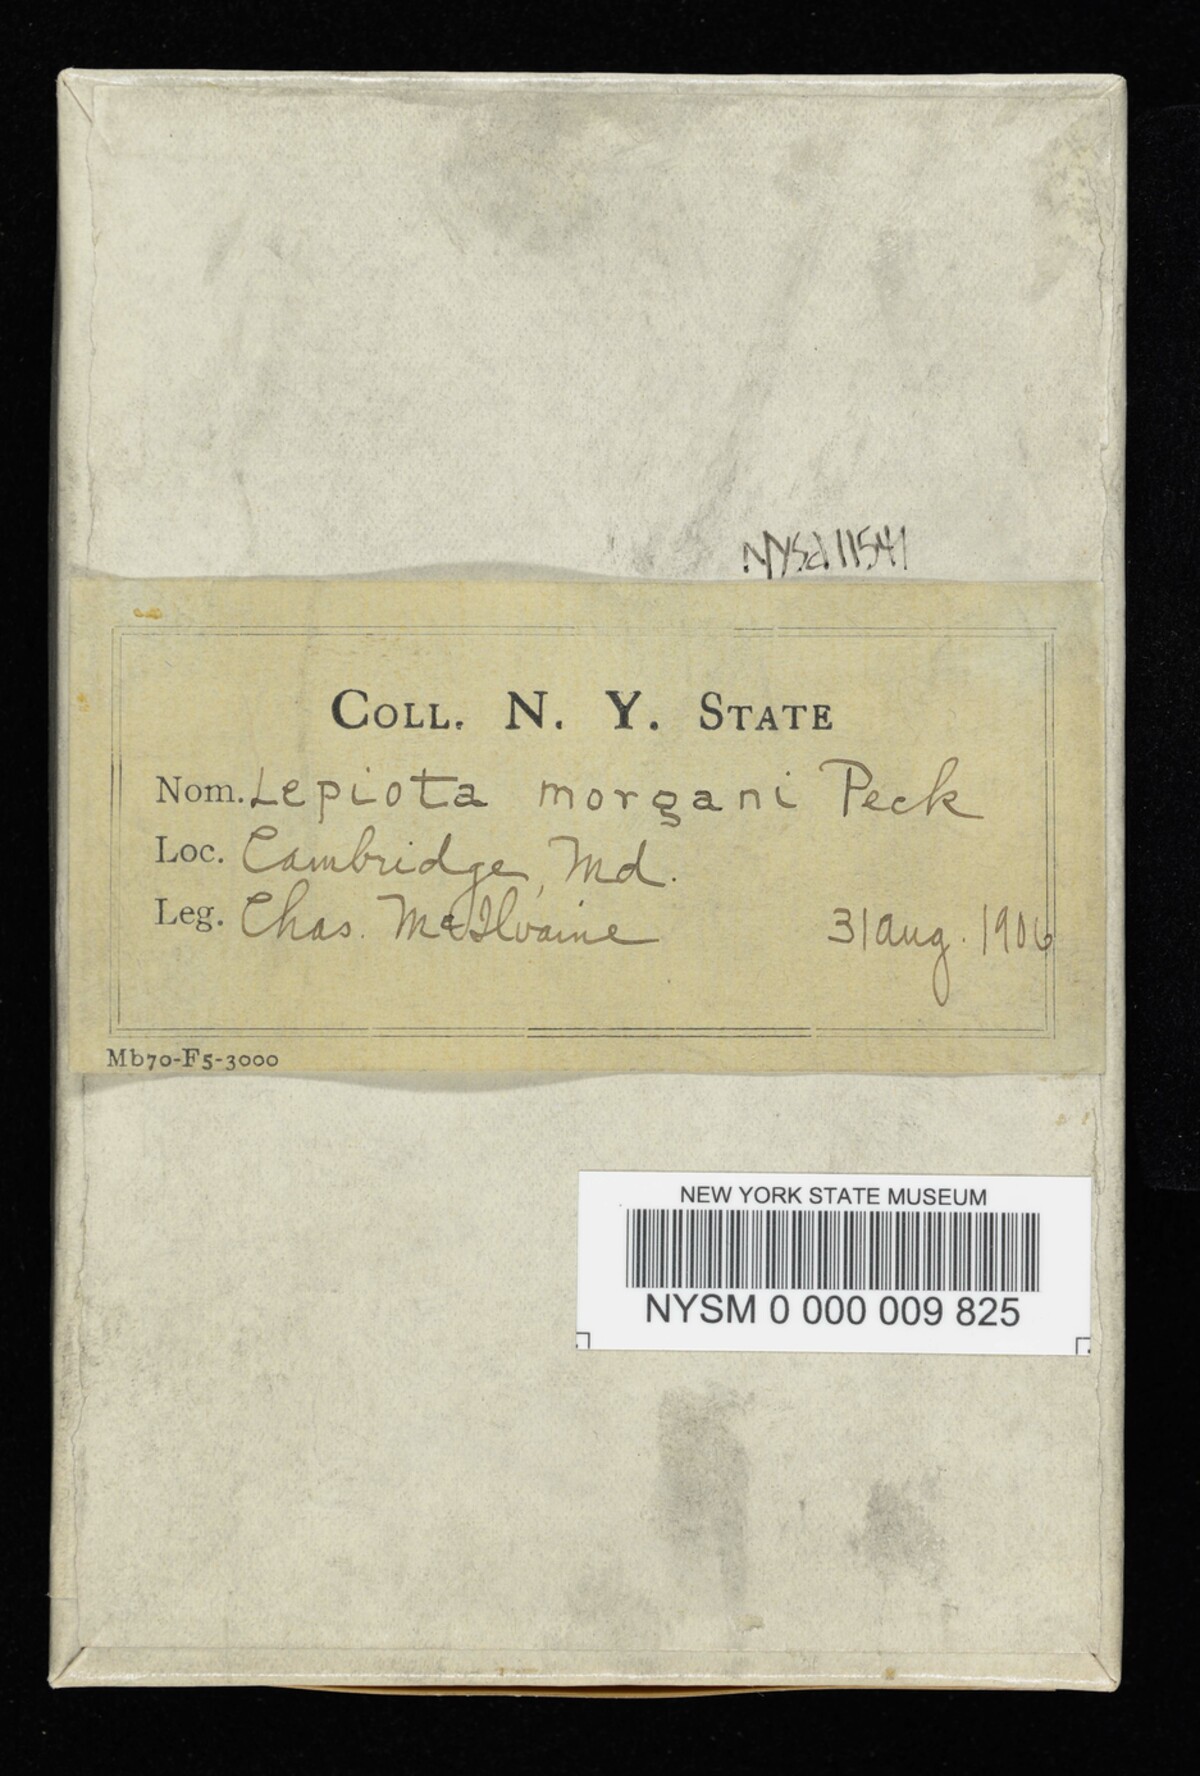 NYSd11541
COLL. N. Y. STATE
Nom. Lepiota morgani Peck
Loc. Cambridge, Md.
Leg. Chas. McIlvaine 31 Aug. 1906
Mb70-F5-3000
NEW YORK STATE MUSEUM
NYSM 0 000 009 825